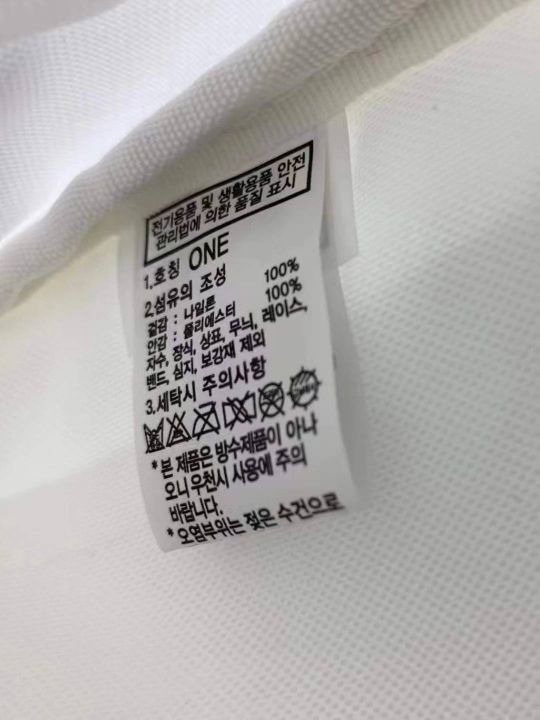 전기용품 및 생활용품 안전
관리법에 의한 품질 표시
1.호칭 ONE
2.섬유의 조성
겉감 : 나일론 100%
안감 : 폴리에스터 100%
자수, 장식, 상표, 무늬, 레이스,
밴드, 심지, 보강재 제외
3.세탁시 주의사항
* 본 제품은 방수제품이 아나
오니 우천시 사용에 주의
바랍니다.
* 오염부위는 젖은 수건으로